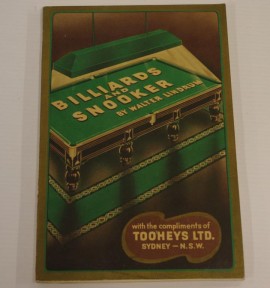 BILLIARDS
AND
SNOOKER
BY WALTER LINDRUM
with the compliments of
TOOHEYS LTD.
SYDNEY — N.S.W.